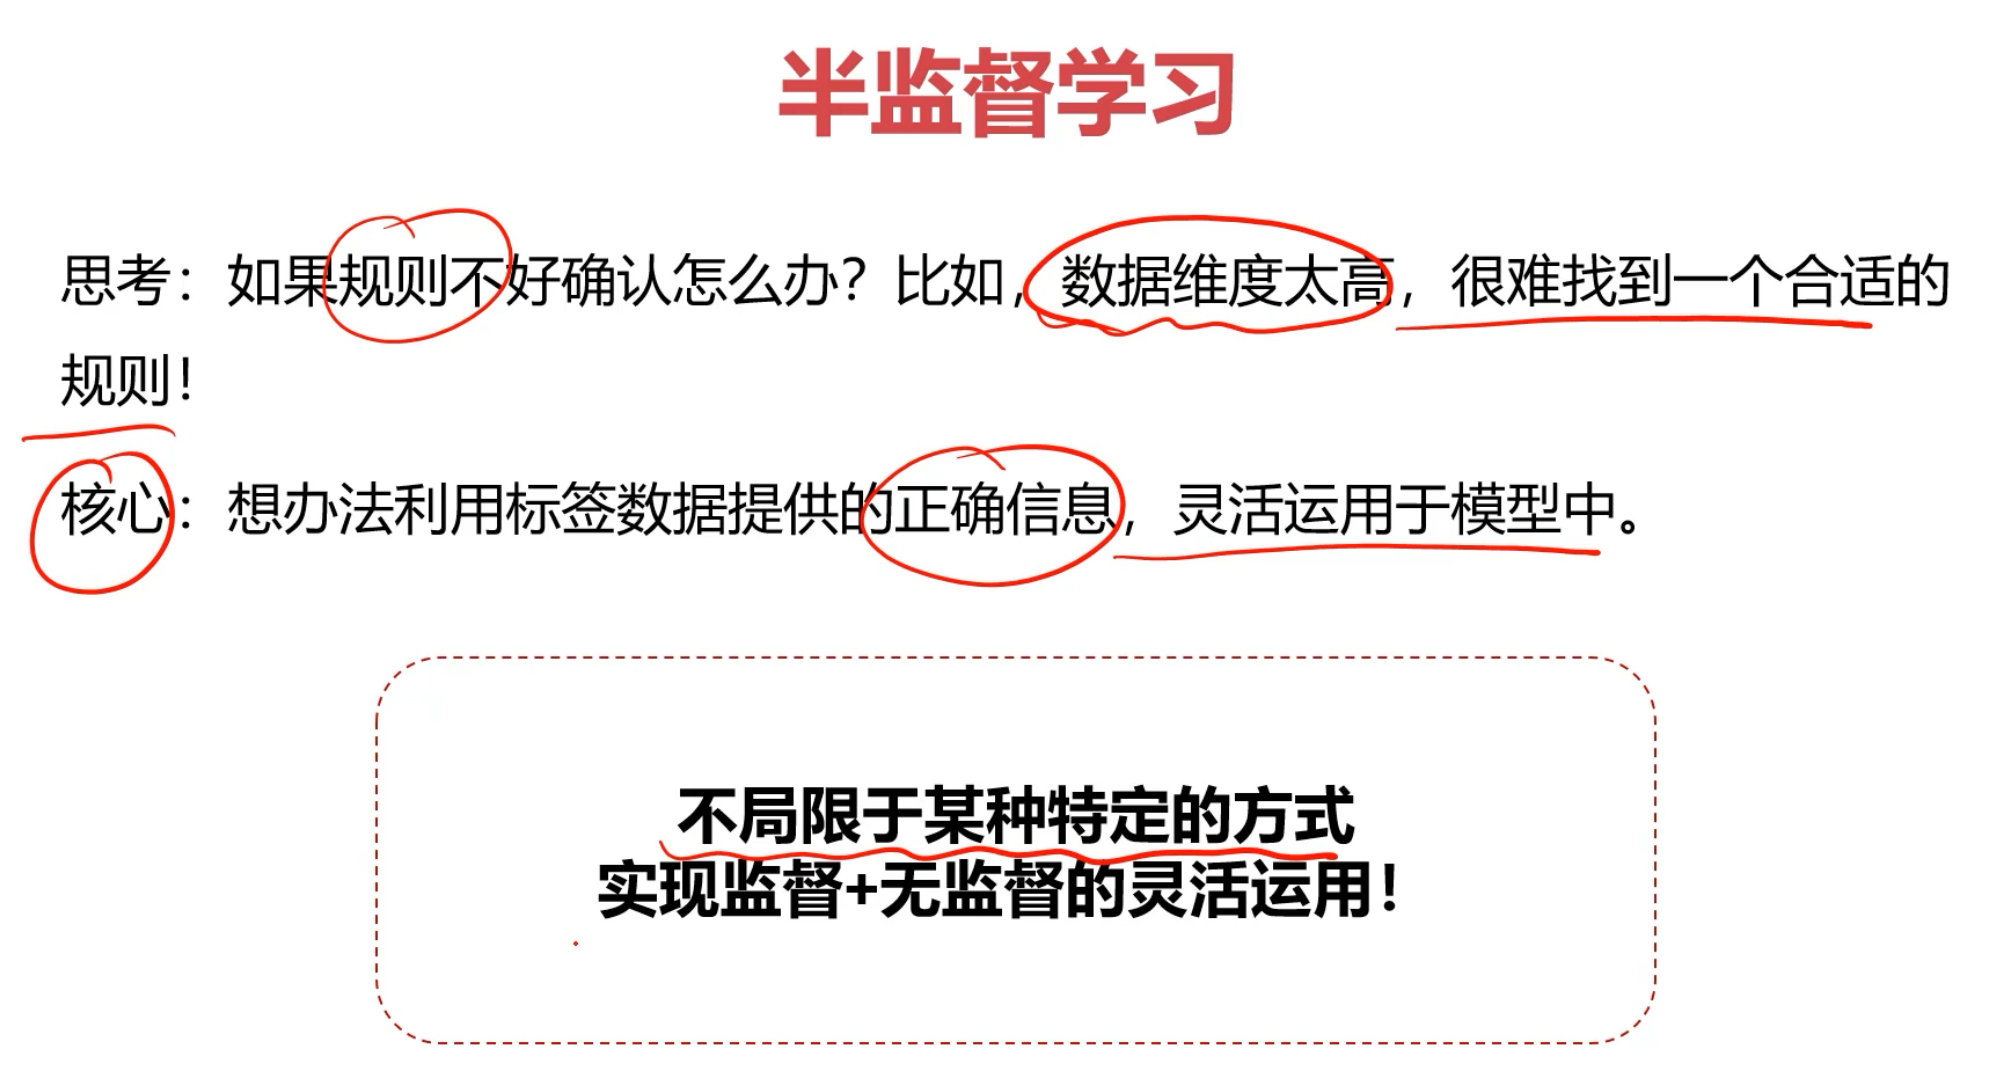 半监督学习
思考：如果规则不好确认怎么办？比如，数据维度太高，很难找到一个合适的
规则！
核心：想办法利用标签数据提供的正确信息，灵活运用于模型中。
不局限于某种特定的方式
实现监督+无监督的灵活运用！